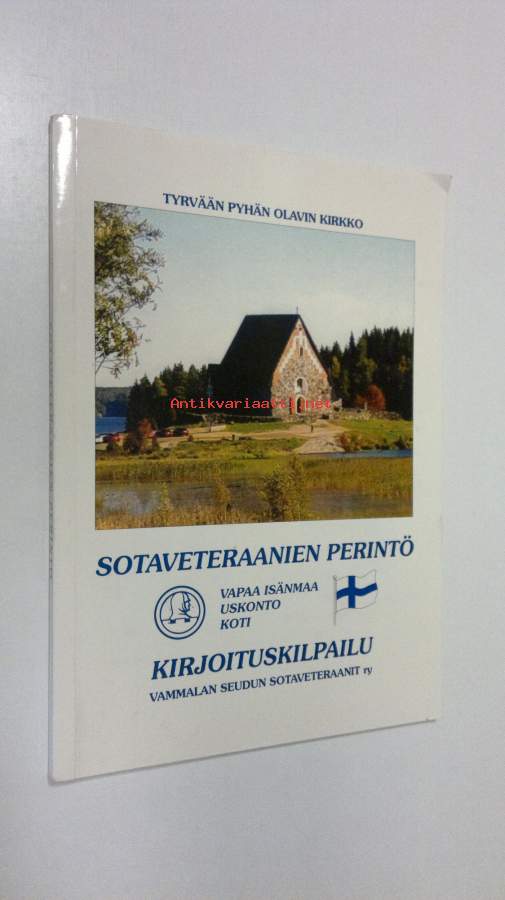 TYRVÄÄN PYHÄN OLAVIN KIRKKO
Antikvariaatti.net
SOTAVETERAANIEN PERINTÖ
VAPAA ISÄNMAA
USKONTO
KOTI
KIRJOITUSKILPAILU
VAMMALAN SEUDUN SOTAVETERAANIT ry